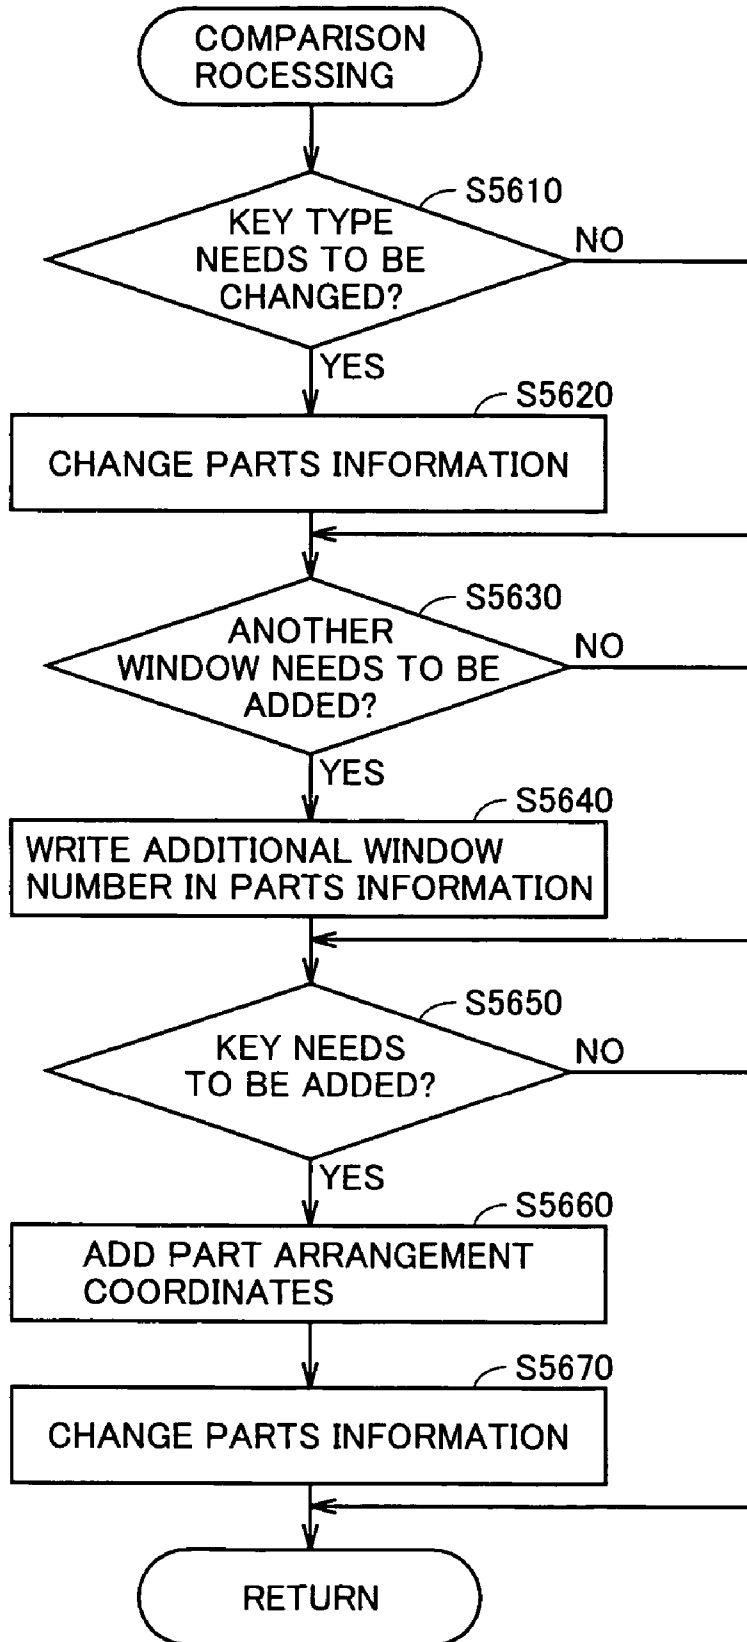 COMPARISON
ROCESSING
S5610
KEY TYPE
NEEDS TO BE
CHANGED?
NO
YES
S5620
CHANGE PARTS INFORMATION
S5630
ANOTHER
WINDOW NEEDS TO BE
ADDED?
NO
YES
S5640
WRITE ADDITIONAL WINDOW
NUMBER IN PARTS INFORMATION
S5650
KEY NEEDS
TO BE ADDED?
NO
YES
S5660
ADD PART ARRANGEMENT
COORDINATES
S5670
CHANGE PARTS INFORMATION
RETURN